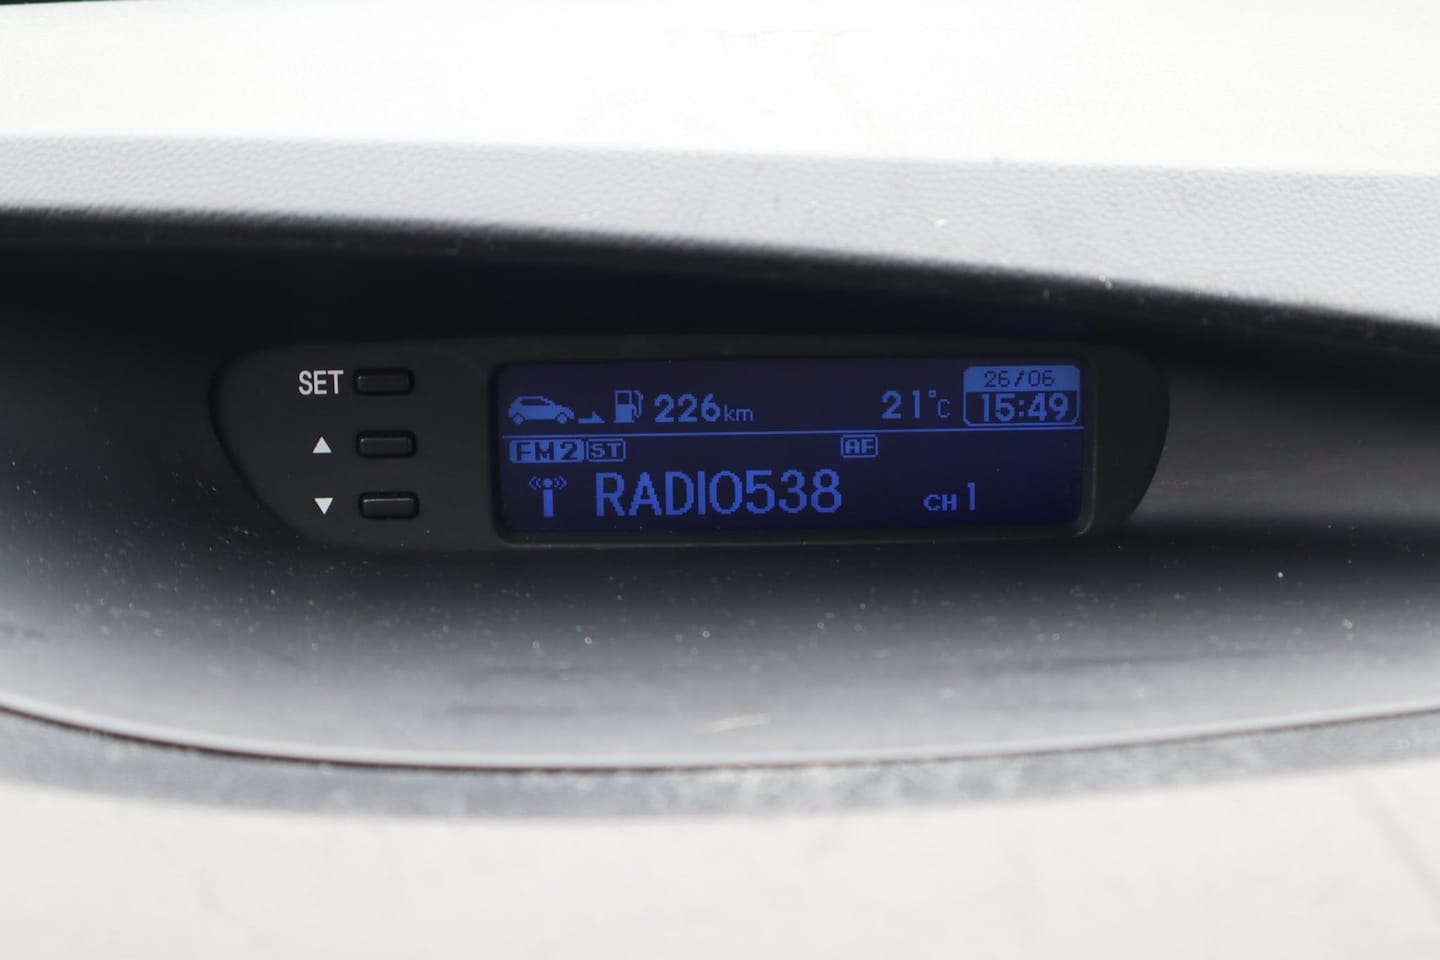 SET
▲
▼
26/06
226km 21°C 15:49
FM2 ST AF
RADIO538 CH 1